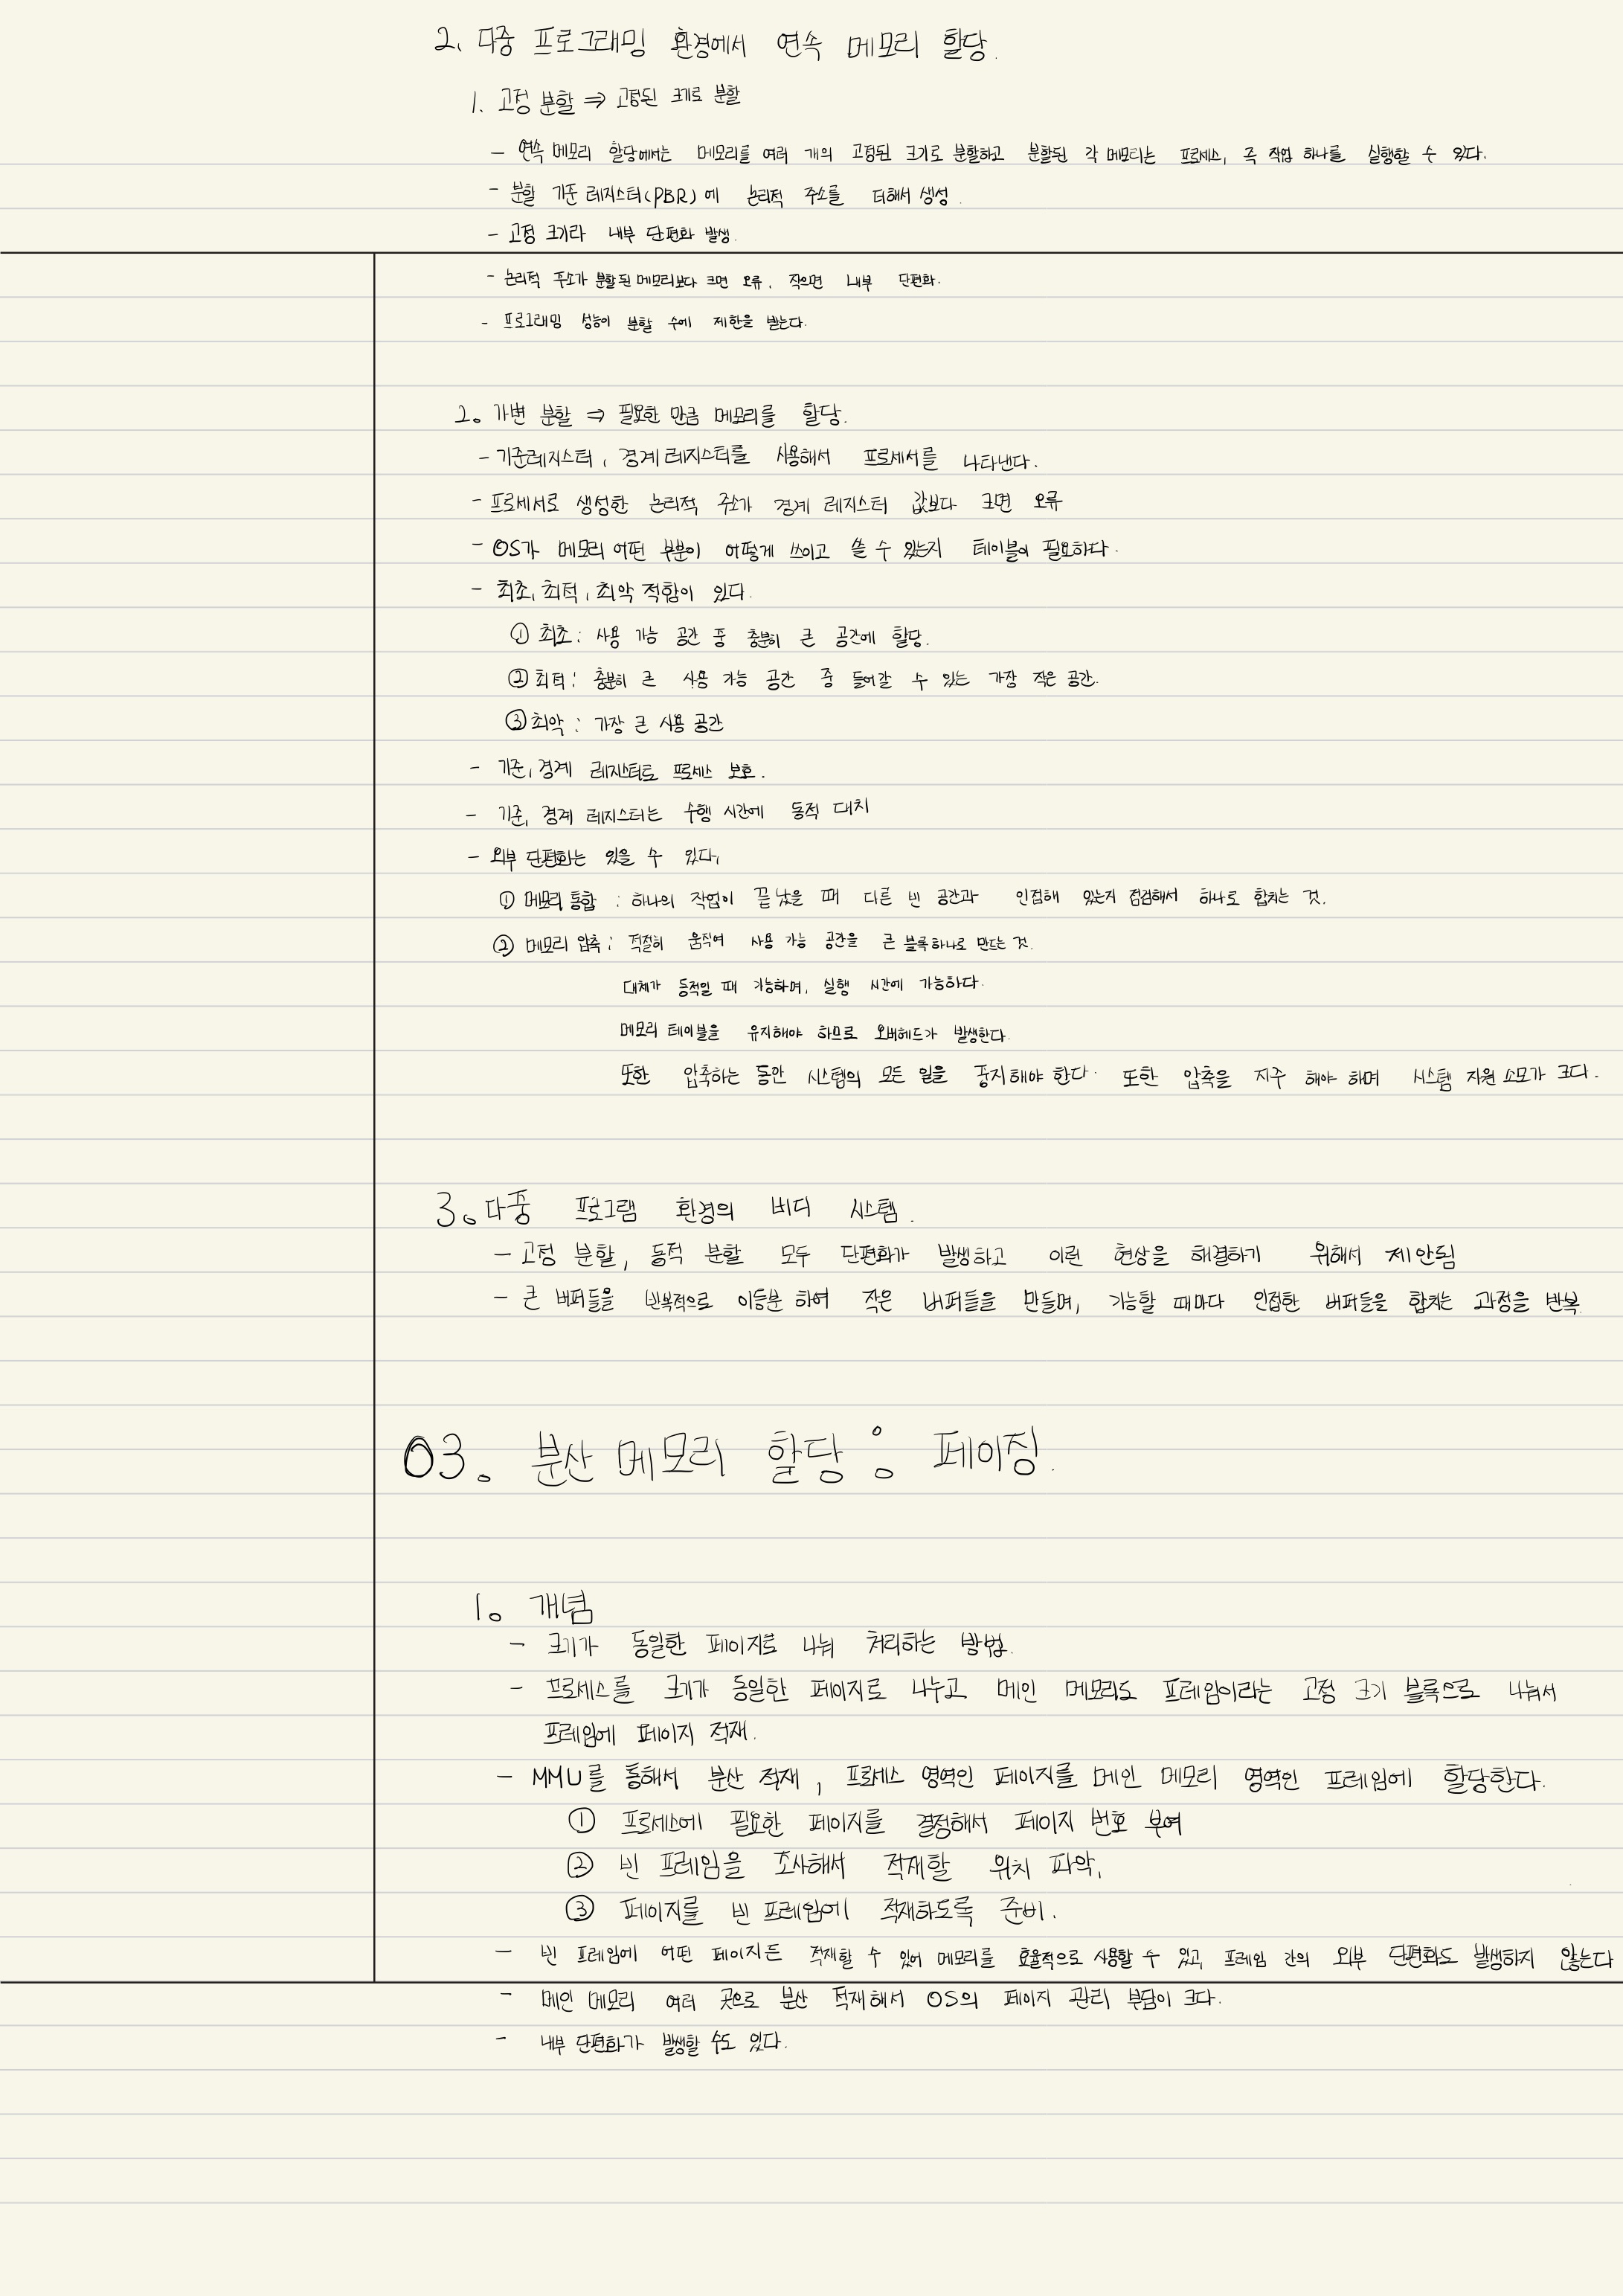 2. 다중 프로그래밍 환경에서 연속 메모리 할당.
1. 고정 분할 ⇒ 고정된 크기로 분할
- 연속 메모리 할당에서는 메모리를 여러 개의 고정된 크기로 분할하고 분할된 각 메모리는 프로세스, 즉 작업 하나를 실행할 수 있다.
- 분할 기준 레지스터(PBR)에 논리적 주소를 더해서 생성.
- 고정 크기라 내부 단편화 발생.
- 논리적 주소가 분할된 메모리보다 크면 오류, 작으면 내부 단편화.
- 프로그래밍 성능이 분할 수에 제한을 받는다.
2. 가변 분할 ⇒ 필요한 만큼 메모리를 할당.
- 기준레지스터, 경계 레지스터를 사용해서 프로세서를 나타낸다.
- 프로세서로 생성한 논리적 주소가 경계 레지스터 값보다 크면 오류
- OS가 메모리 어떤 부분이 어떻게 쓰이고 쓸 수 있는지 테이블이 필요하다.
- 최초, 최적, 최악 적합이 있다.
① 최초: 사용 가능 공간 중 충분히 큰 공간에 할당.
② 최적: 충분히 큰 사용 가능 공간 중 들어갈 수 있는 가장 작은 공간.
③ 최악: 가장 큰 사용 공간
- 기준, 경계 레지스터로 프로세스 보호.
- 기준, 경계 레지스터는 수행 시간에 동적 대치
- 외부 단편화는 있을 수 있다.
① 메모리 통합 : 하나의 작업이 끝났을 때 다른 빈 공간과 인접해 있는지 점검해서 하나로 합치는 것.
② 메모리 압축: 적절히 움직여 사용 가능 공간을 큰 블록하나로 만드는 것.
대체가 동적일 때 가능하며, 실행 시간에 가능하다.
메모리 테이블을 유지해야 하므로 오버헤드가 발생한다.
또한 압축하는 동안 시스템의 모든 일을 중지해야 한다. 또한 압축을 자주 해야 하며 시스템 자원 소모가 크다.
3. 다중 프로그램 환경의 버디 시스템.
- 고정 분할, 동적 분할 모두 단편화가 발생하고 이런 현상을 해결하기 위해서 제안됨
- 큰 버퍼들을 반복적으로 이등분 하여 작은 버퍼들을 만들며, 가능할 때마다 인접한 버퍼들을 합치는 과정을 반복
03. 분산 메모리 할당 : 페이징.
1. 개념
- 크기가 동일한 페이지로 나눠 처리하는 방법.
- 프로세스를 크기가 동일한 페이지로 나누고 메인 메모리도 프레임이라는 고정 크기 블록으로 나눠서
프레임에 페이지 적재.
- MMU를 통해서 분산 적재, 프로세스 영역인 페이지를 메인 메모리 영역인 프레임에 할당한다.
① 프로세스에 필요한 페이지를 결정해서 페이지 번호 부여
② 빈 프레임을 조사해서 적재할 위치 파악.
③ 페이지를 빈 프레임에 적재하도록 준비.
- 빈 프레임에 어떤 페이지든 적재할 수 있어 메모리를 효율적으로 사용할 수 있고, 프레임 간의 외부 단편화도 발생하지 않는다
- 메인 메모리 여러 곳으로 분산 적재해서 OS의 페이지 관리 부담이 크다.
- 내부 단편화가 발생할 수도 있다.